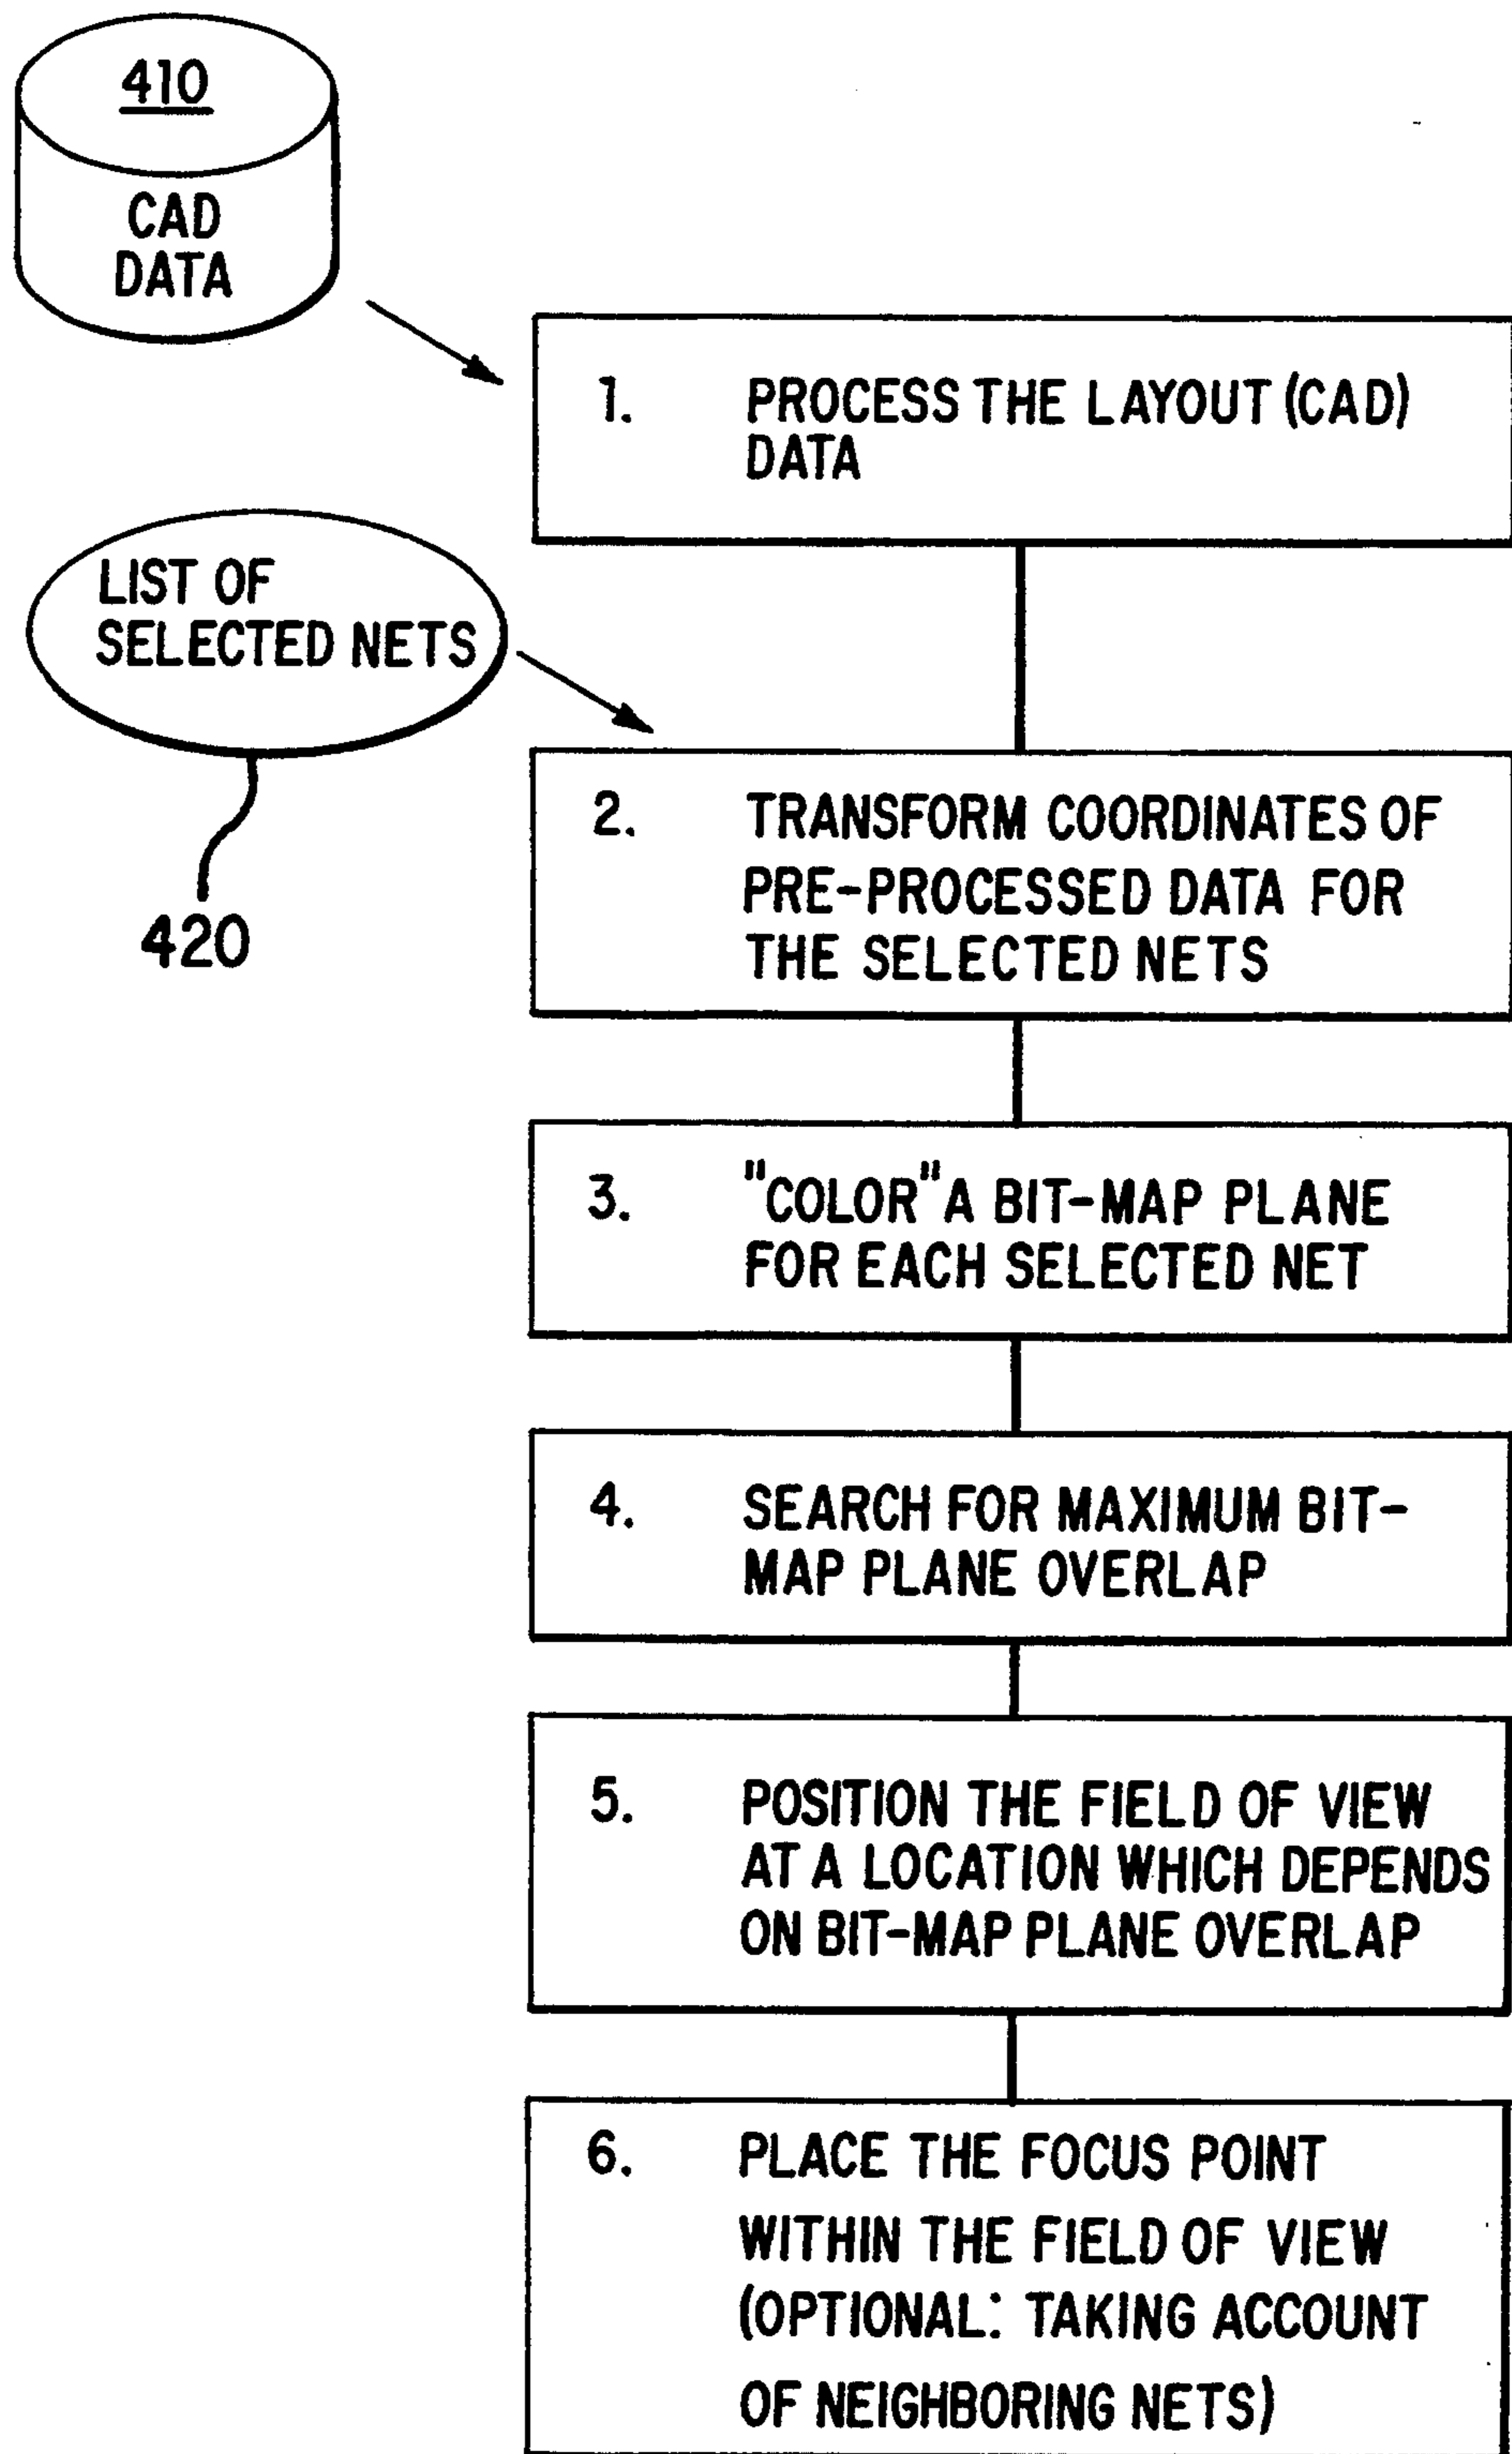 410
CAD
DATA
1. PROCESS THE LAYOUT (CAD)
DATA
LIST OF
SELECTED NETS
420
2. TRANSFORM COORDINATES OF
PRE-PROCESSED DATA FOR
THE SELECTED NETS
3. "COLOR" A BIT-MAP PLANE
FOR EACH SELECTED NET
4. SEARCH FOR MAXIMUM BIT-
MAP PLANE OVERLAP
5. POSITION THE FIELD OF VIEW
AT A LOCATION WHICH DEPENDS
ON BIT-MAP PLANE OVERLAP
6. PLACE THE FOCUS POINT
WITHIN THE FIELD OF VIEW
(OPTIONAL: TAKING ACCOUNT
OF NEIGHBORING NETS)